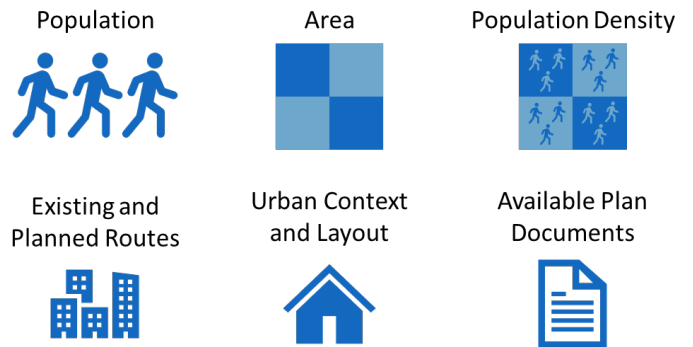 Population
Area
Population Density
Existing and
Planned Routes
Urban Context
and Layout
Available Plan
Documents